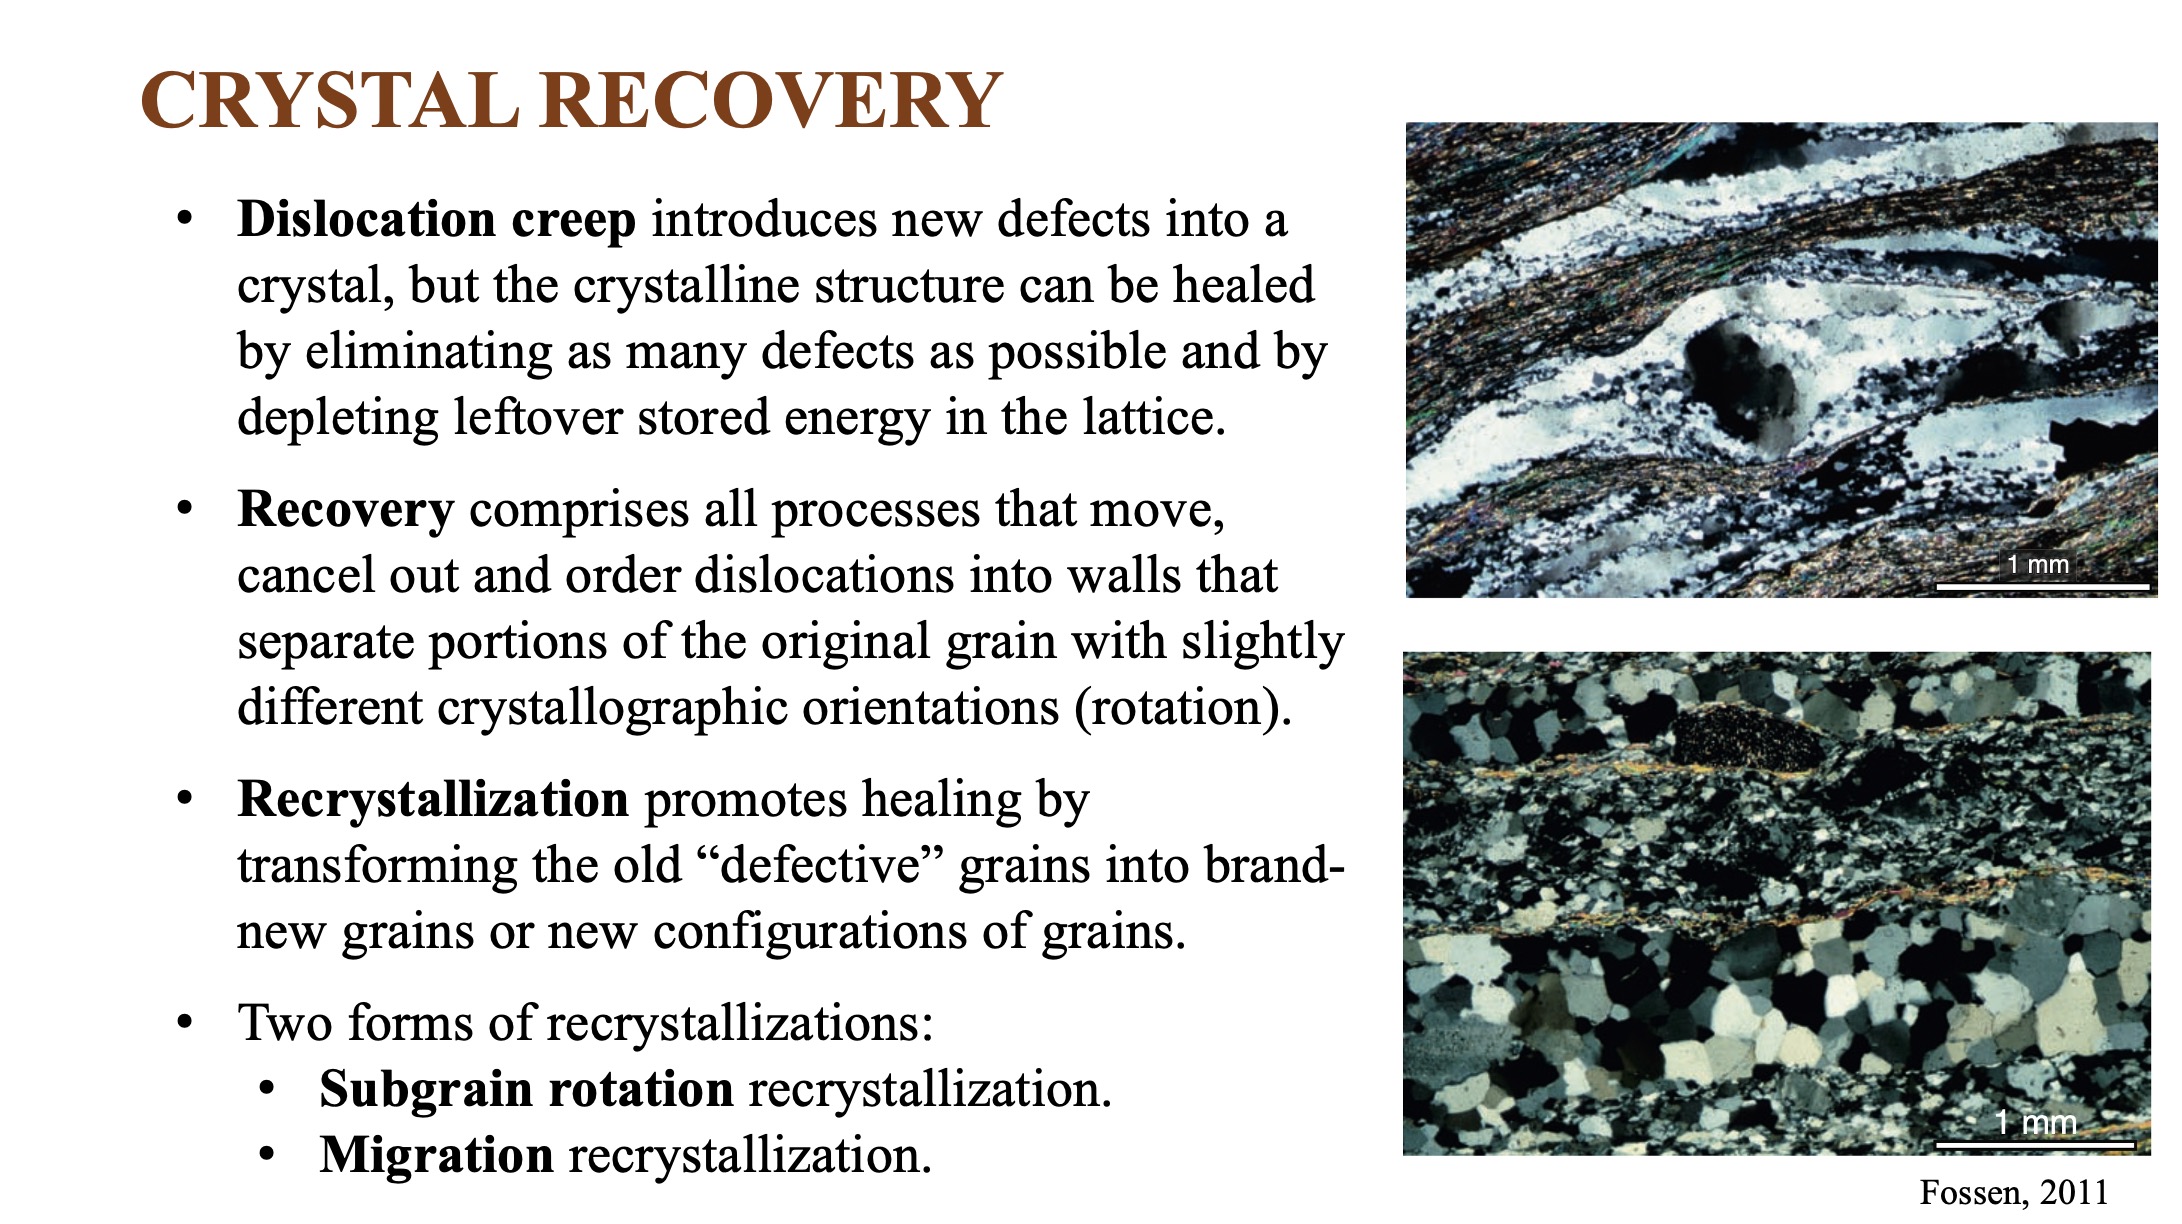 CRYSTAL RECOVERY
• Dislocation creep introduces new defects into a
crystal, but the crystalline structure can be healed
by eliminating as many defects as possible and by
depleting leftover stored energy in the lattice.
• Recovery comprises all processes that move,
cancel out and order dislocations into walls that
separate portions of the original grain with slightly
different crystallographic orientations (rotation).
• Recrystallization promotes healing by
transforming the old “defective” grains into brand-
new grains or new configurations of grains.
• Two forms of recrystallizations:
• Subgrain rotation recrystallization.
• Migration recrystallization.
1 mm
1 mm
Fossen, 2011